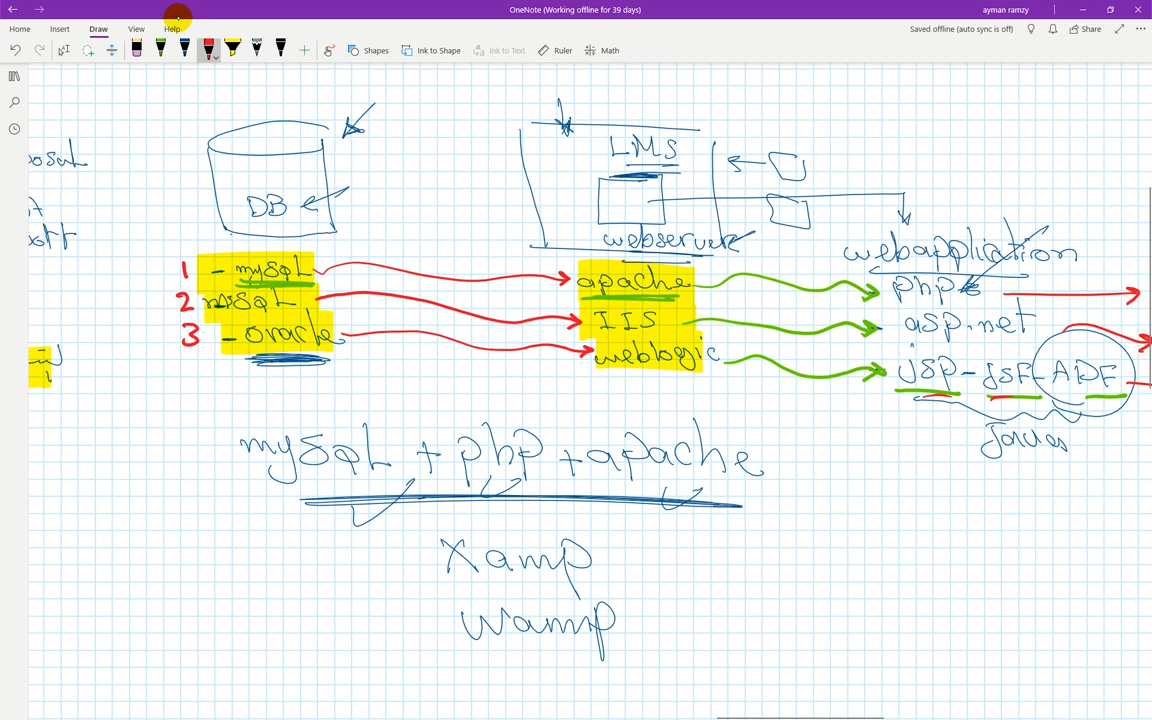 OneNote (Working offline for 39 days)
ayman ramzy
Home Insert Draw View Help
Saved offline (auto sync is off) Share
Shapes Ink to Shape Ink to Text Ruler Math
DB
LMS
webserver
webappliation
1 - mySQL
apache
php
2 mSQL
IIS
- asp.net
3 - oracle
weblogic
- JSP - JSF - ADF
Java
mySQL + php + apache
Xamp
wamp